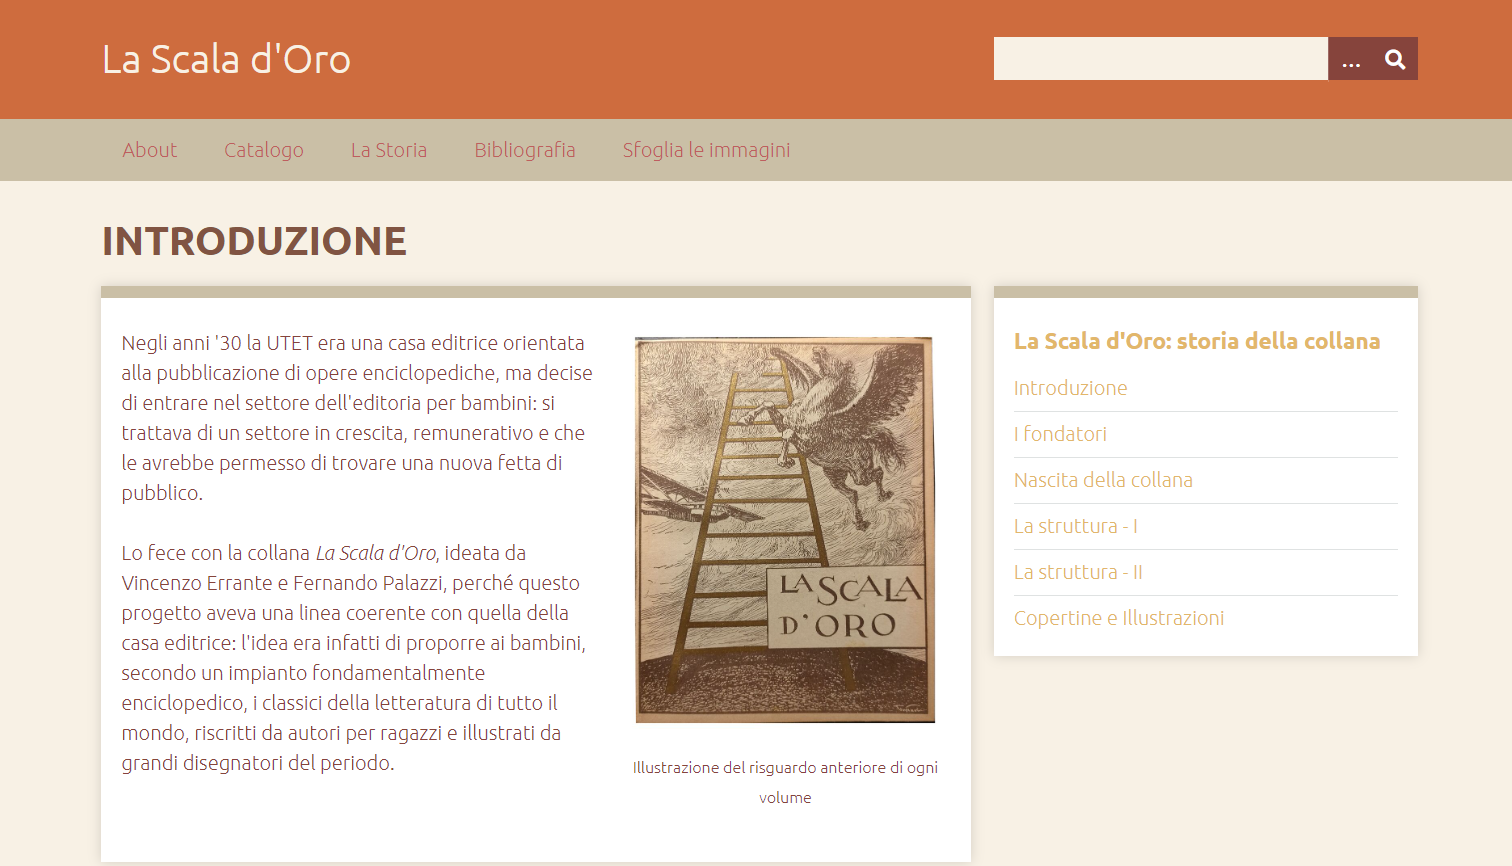 La Scala d'Oro
...
About Catalogo La Storia Bibliografia Sfoglia le immagini
INTRODUZIONE
Negli anni '30 la UTET era una casa editrice orientata
alla pubblicazione di opere enciclopediche, ma decise
di entrare nel settore dell'editoria per bambini: si
trattava di un settore in crescita, remunerativo e che
le avrebbe permesso di trovare una nuova fetta di
pubblico.
Lo fece con la collana La Scala d'Oro, ideata da
Vincenzo Errante e Fernando Palazzi, perché questo
progetto aveva una linea coerente con quella della
casa editrice: l'idea era infatti di proporre ai bambini,
secondo un impianto fondamentalmente
enciclopedico, i classici della letteratura di tutto il
mondo, riscritti da autori per ragazzi e illustrati da
grandi disegnatori del periodo.
LA SCALA
D'ORO
Illustrazione del risguardo anteriore di ogni
volume
La Scala d'Oro: storia della collana
Introduzione
I fondatori
Nascita della collana
La struttura - I
La struttura - II
Copertine e Illustrazioni